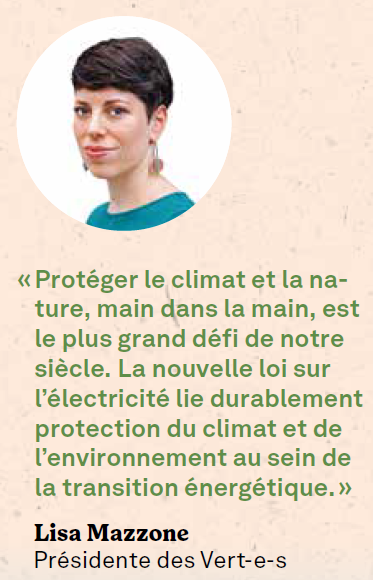 « Protéger le climat et la na-
ture, main dans la main, est
le plus grand défi de notre
siècle. La nouvelle loi sur
l’électricité lie durablement
protection du climat et de
l’environnement au sein de
la transition énergétique. »
Lisa Mazzone
Présidente des Vert-e-s